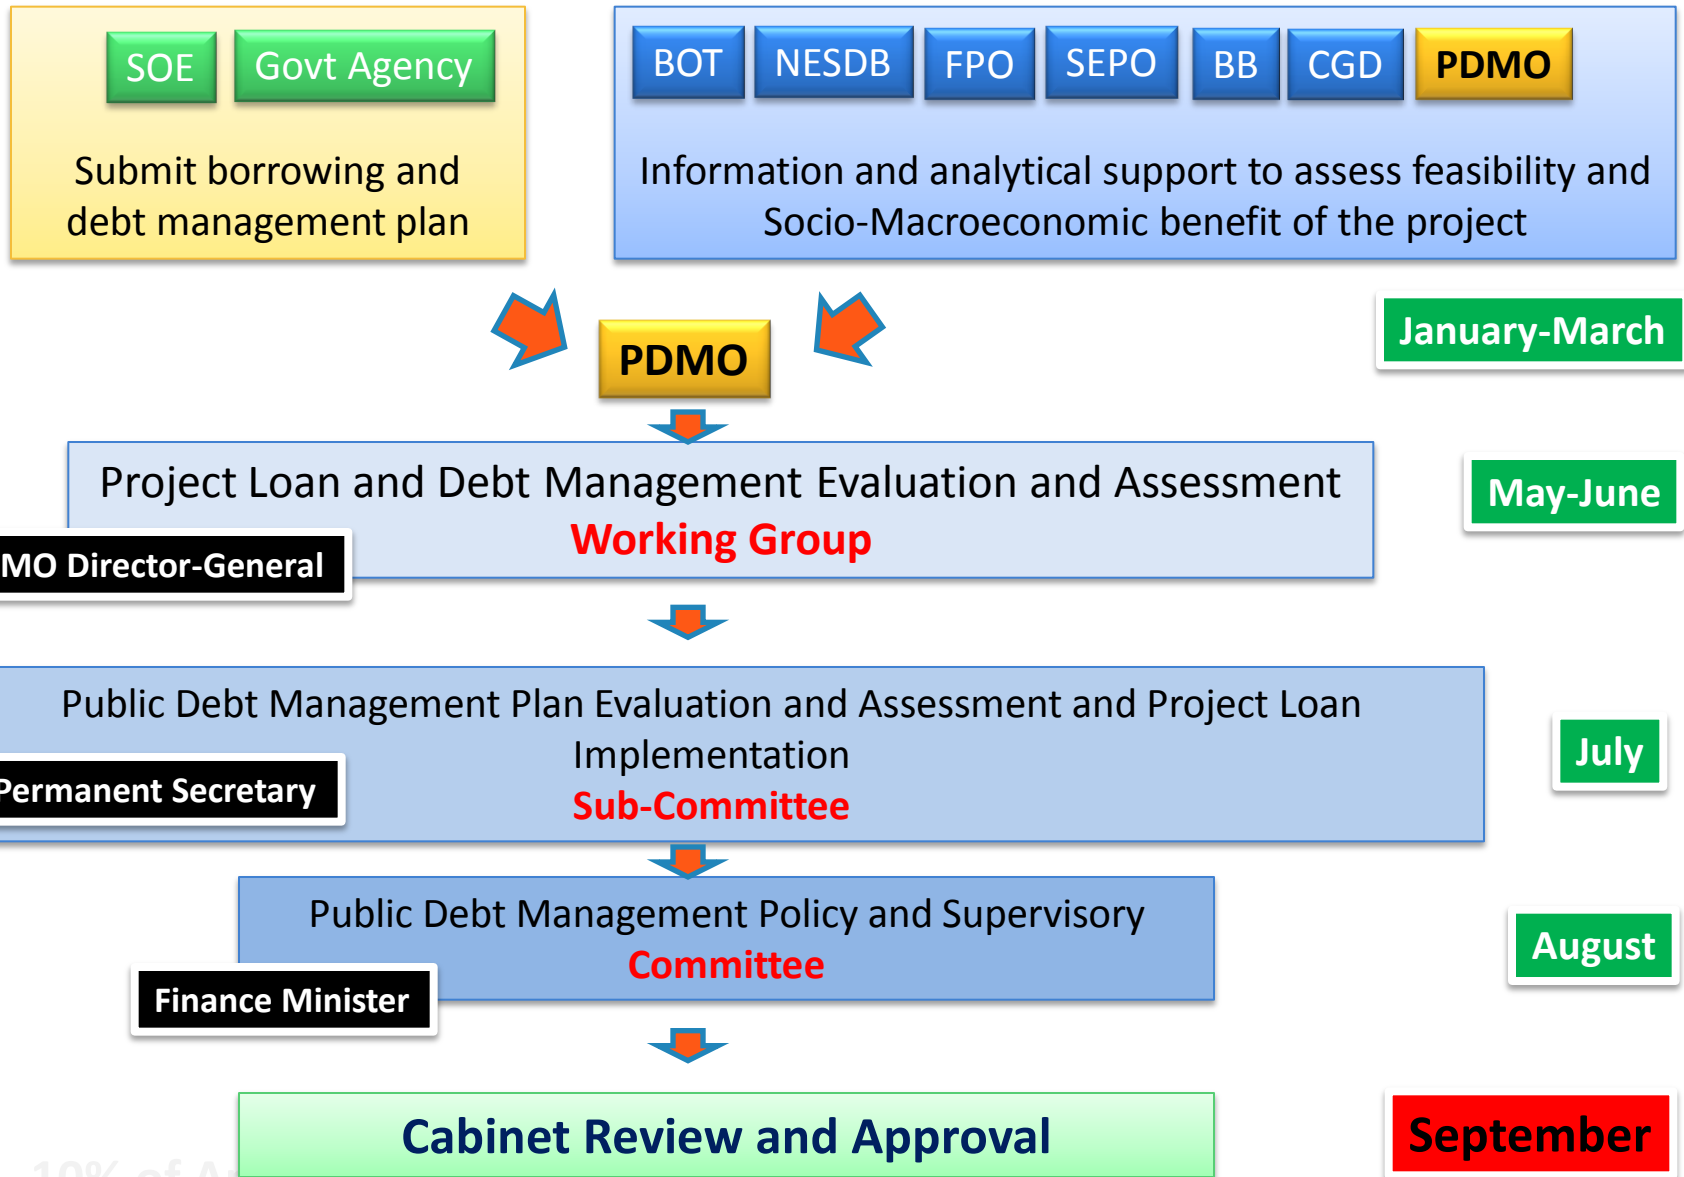 SOE Govt Agency
Submit borrowing and
debt management plan
BOT NESDB FPO SEPO BB CGD PDMO
Information and analytical support to assess feasibility and
Socio-Macroeconomic benefit of the project
PDMO
January-March
Project Loan and Debt Management Evaluation and Assessment
Working Group
MO Director-General
May-June
Public Debt Management Plan Evaluation and Assessment and Project Loan
Implementation
Sub-Committee
Permanent Secretary
July
Public Debt Management Policy and Supervisory
Committee
Finance Minister
August
Cabinet Review and Approval
September
10% of